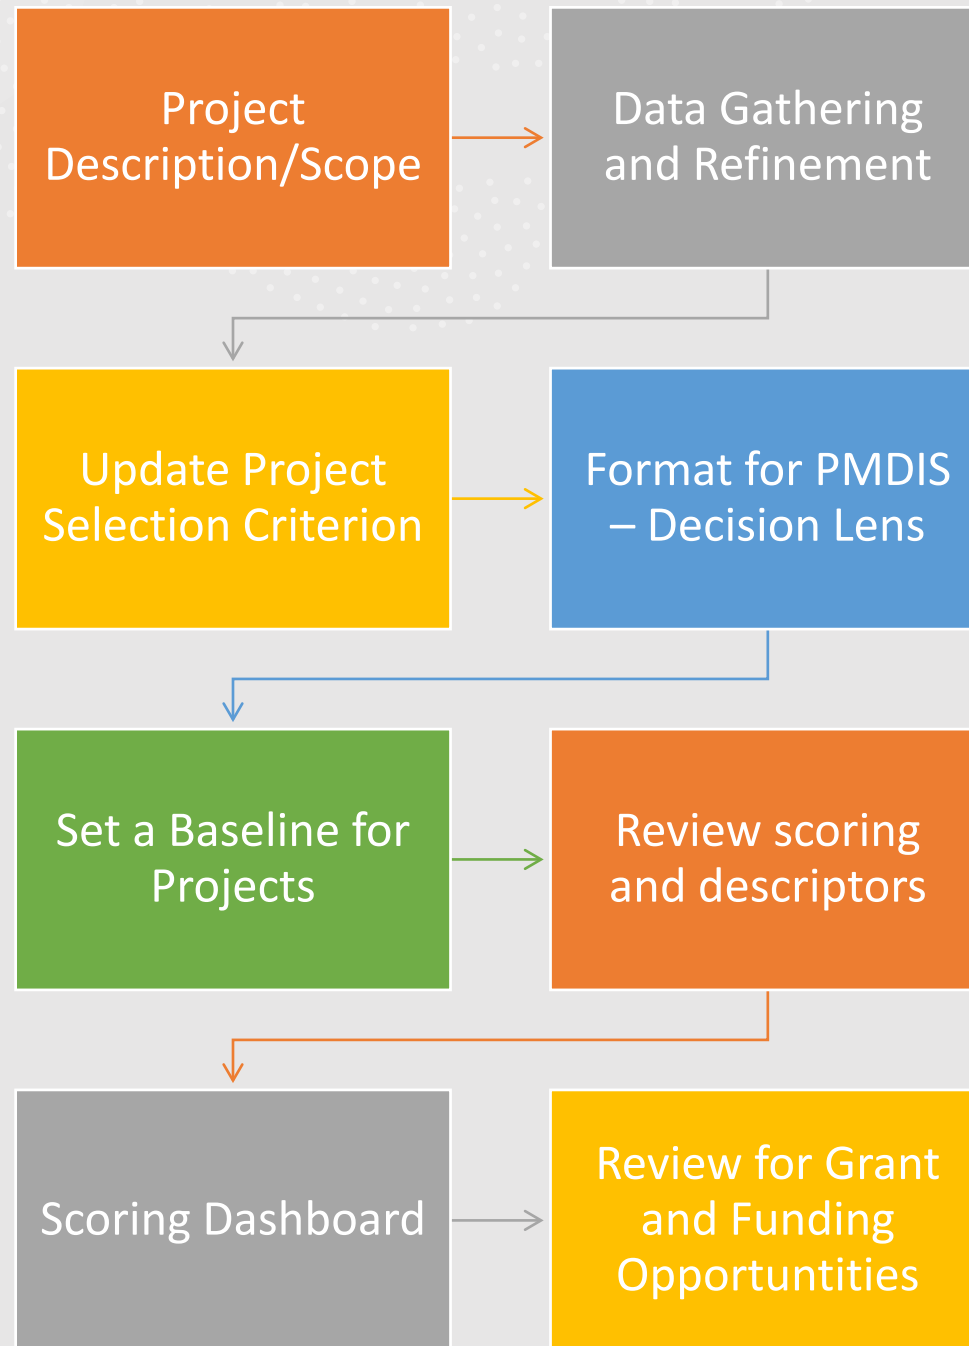 Project
Description/Scope
Data Gathering
and Refinement
Update Project
Selection Criterion
Format for PMDIS
– Decision Lens
Set a Baseline for
Projects
Review scoring
and descriptors
Scoring Dashboard
Review for Grant
and Funding
Opportuntities